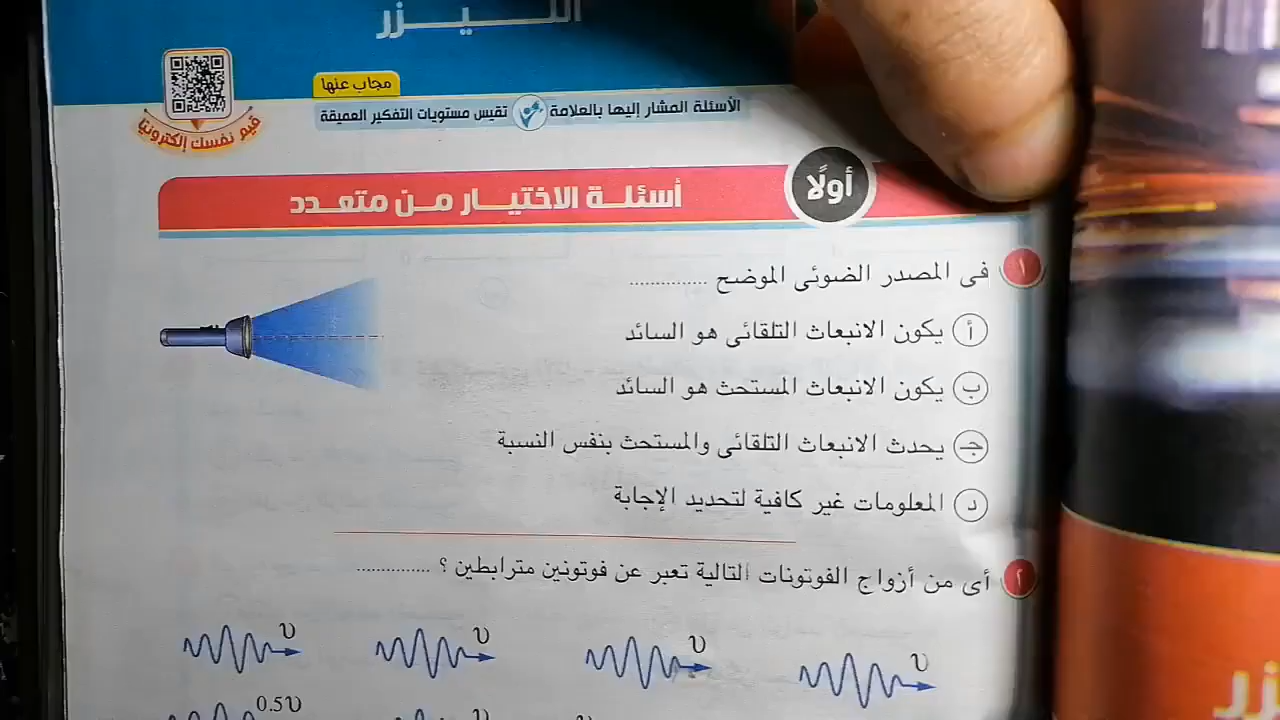 الليزر
مجاب عنها
الأسئلة المشار إليها بالعلامة تقيس مستويات التفكير العميقة
قيم نفسك إلكترونيًا
أولًا
أسئلة الاختيار من متعدد
١ فى المصدر الضوئى الموضح ..............
أ يكون الانبعاث التلقائى هو السائد
ب يكون الانبعاث المستحث هو السائد
جـ يحدث الانبعاث التلقائى والمستحث بنفس النسبة
د المعلومات غير كافية لتحديد الإجابة
٢ أى من أزواج الفوتونات التالية تعبر عن فوتونين مترابطين ؟ ..............
υ υ υ υ
υ υ 0.5υ